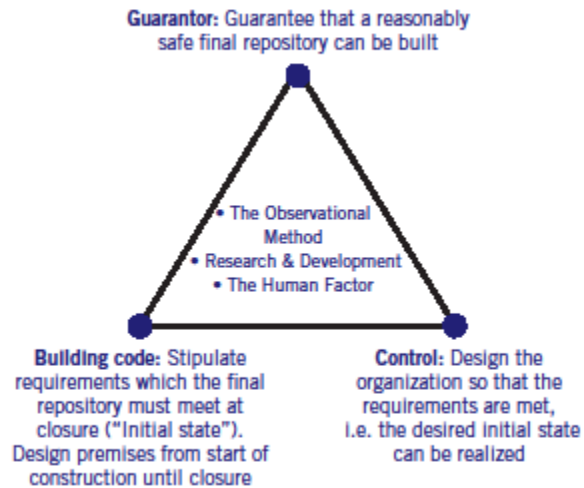 Guarantor: Guarantee that a reasonably
safe final repository can be built
• The Observational
Method
• Research & Development
• The Human Factor
Building code: Stipulate
requirements which the final
repository must meet at
closure (“Initial state”).
Design premises from start of
construction until closure
Control: Design the
organization so that the
requirements are met,
i.e. the desired initial state
can be realized